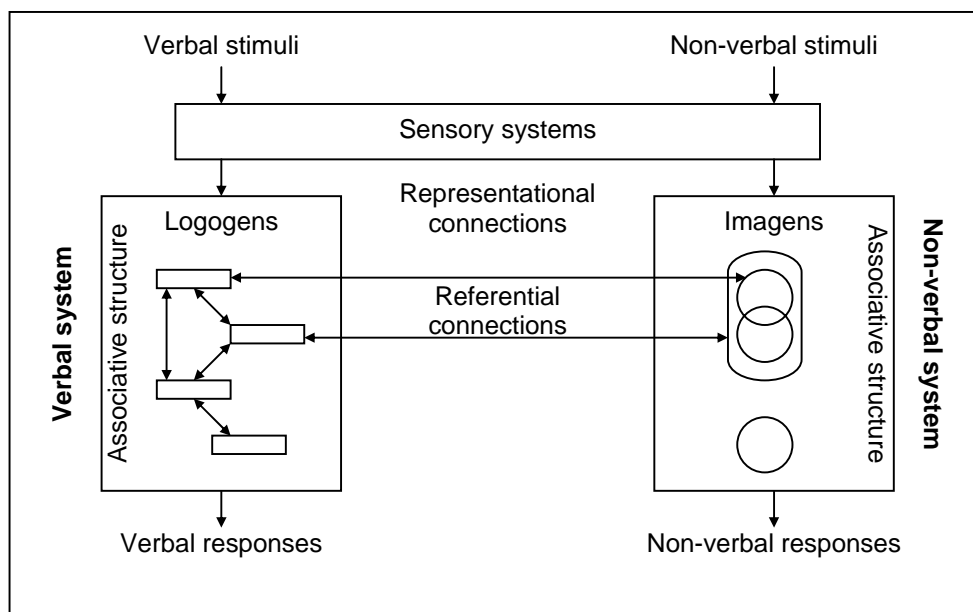 Verbal stimuli
Non-verbal stimuli
Sensory systems
Representational
connections
Verbal system
Associative structure
Logogens
Referential
connections
Imagens
Associative structure
Non-verbal system
Verbal responses
Non-verbal responses